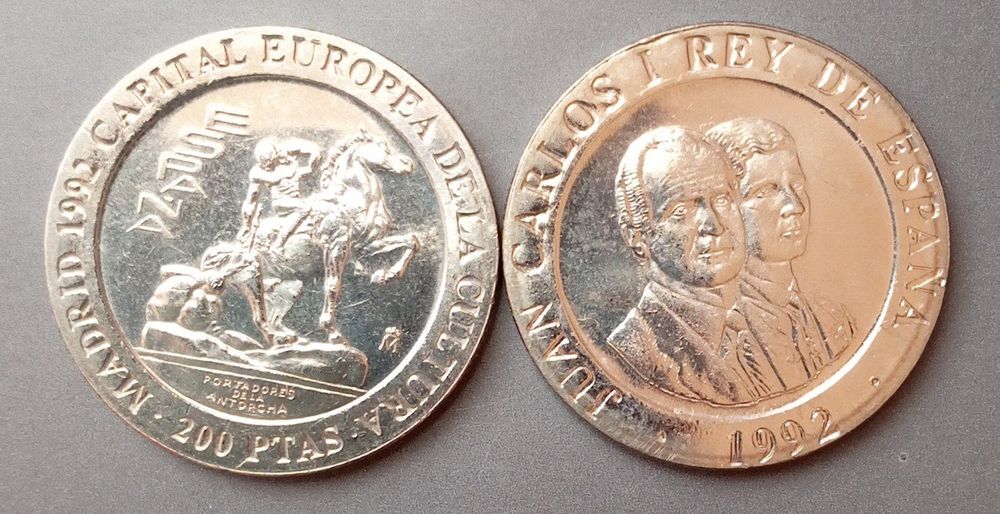 MADRID 1992 CAPITAL EUROPEA DE LA CULTURA
PORTADORES
DE LA
ANTORCHA
200 PTAS
JUAN CARLOS I REY DE ESPAÑA
1992